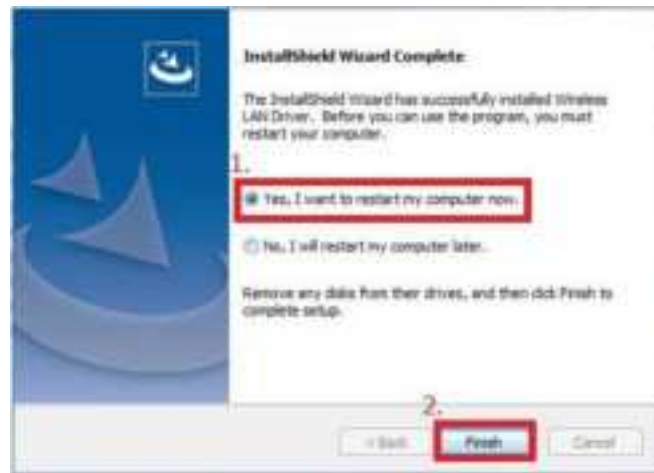 InstallShield Wizard Complete
The InstallShield Wizard has successfully installed Wireless
LAN Driver. Before you can use the program, you must
restart your computer.
1.
Yes, I want to restart my computer now.
No, I will restart my computer later.
Remove any disks from their drives, and then click Finish to
complete setup.
2.
< Back Finish Cancel